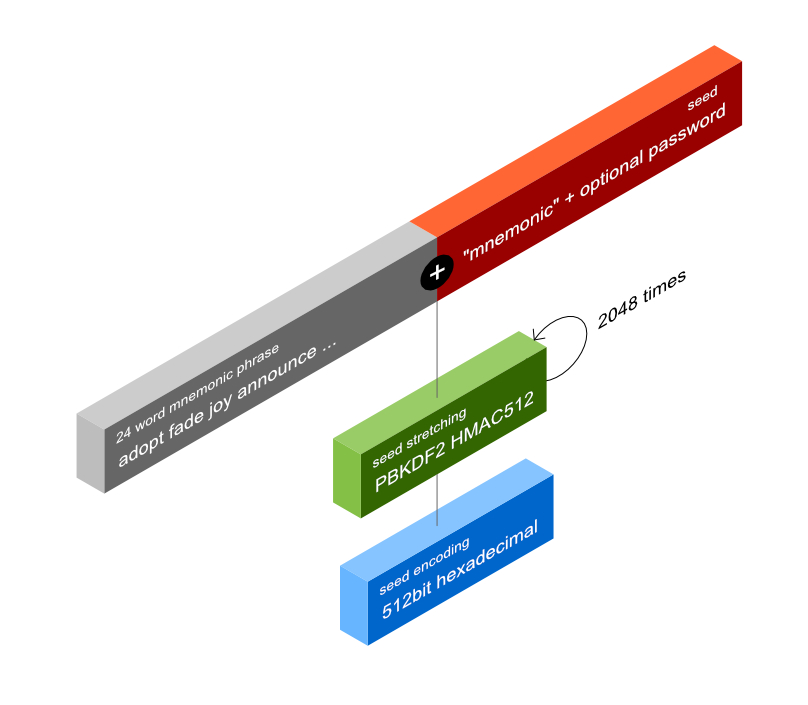 seed
"mnemonic" + optional password
+
24 word mnemonic phrase
adopt fade joy announce ...
2048 times
seed stretching
PBKDF2 HMAC512
seed encoding
512bit hexadecimal